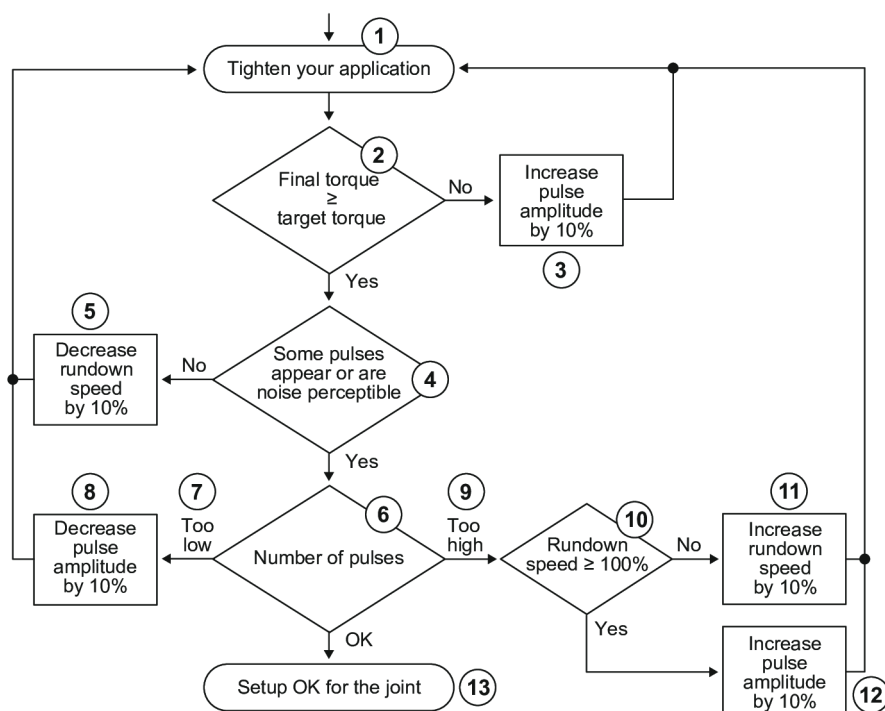 1
Tighten your application
2
Final torque
≥
target torque
No
Increase
pulse
amplitude
by 10%
3
Yes
5
Decrease
rundown
speed
by 10%
No
Some pulses
appear or are
noise perceptible
4
Yes
8
Decrease
pulse
amplitude
by 10%
7
Too
low
6
Number of pulses
9
Too
high
10
Rundown
speed ≥ 100%
No
11
Increase
rundown
speed
by 10%
OK
Yes
Increase
pulse
amplitude
by 10%
12
Setup OK for the joint
13